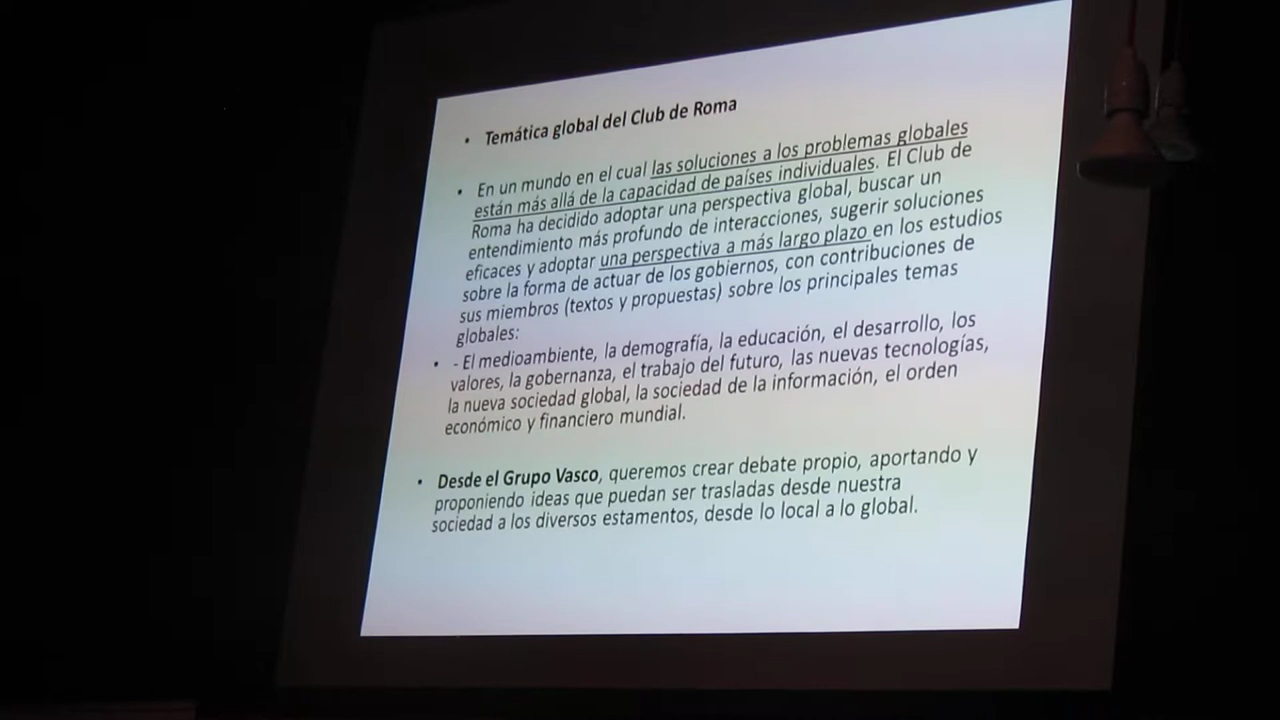 • Temática global del Club de Roma
• En un mundo en el cual las soluciones a los problemas globales
están más allá de la capacidad de países individuales. El Club de
Roma ha decidido adoptar una perspectiva global, buscar un
entendimiento más profundo de interacciones, sugerir soluciones
eficaces y adoptar una perspectiva a más largo plazo en los estudios
sobre la forma de actuar de los gobiernos, con contribuciones de
sus miembros (textos y propuestas) sobre los principales temas
globales:
• - El medioambiente, la demografía, la educación, el desarrollo, los
valores, la gobernanza, el trabajo del futuro, las nuevas tecnologías,
la nueva sociedad global, la sociedad de la información, el orden
económico y financiero mundial.
• Desde el Grupo Vasco, queremos crear debate propio, aportando y
proponiendo ideas que puedan ser trasladas desde nuestra
sociedad a los diversos estamentos, desde lo local a lo global.